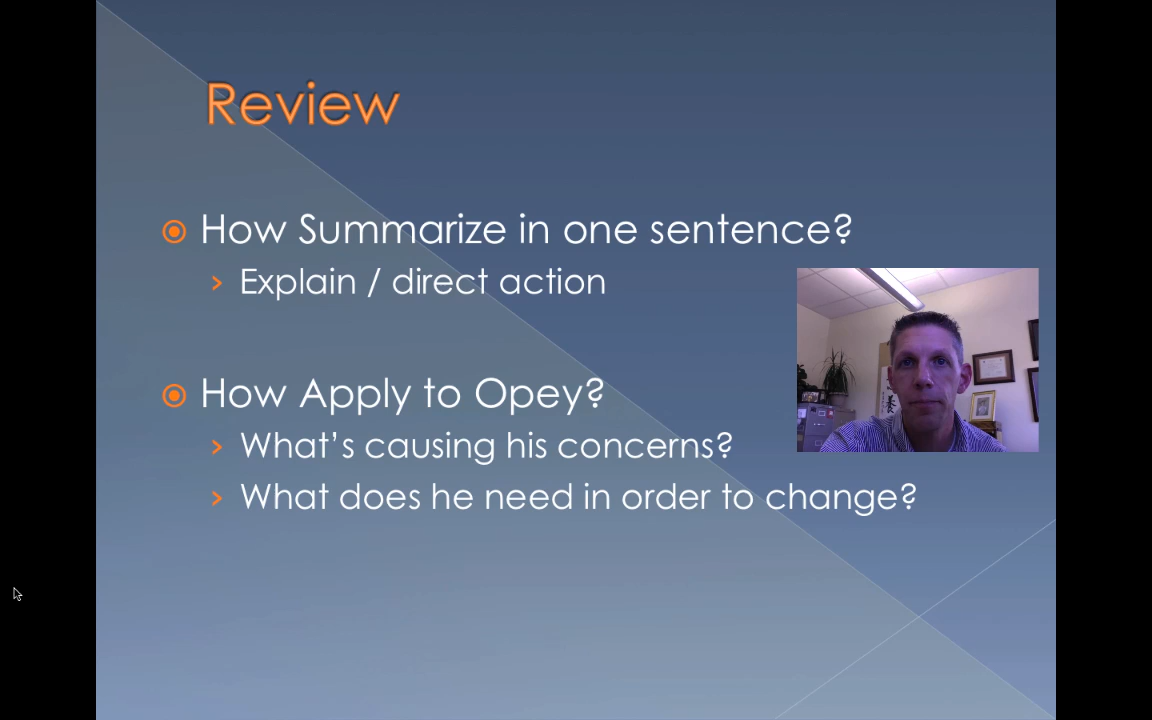 Review
How Summarize in one sentence?
Explain / direct action
How Apply to Opey?
What's causing his concerns?
What does he need in order to change?